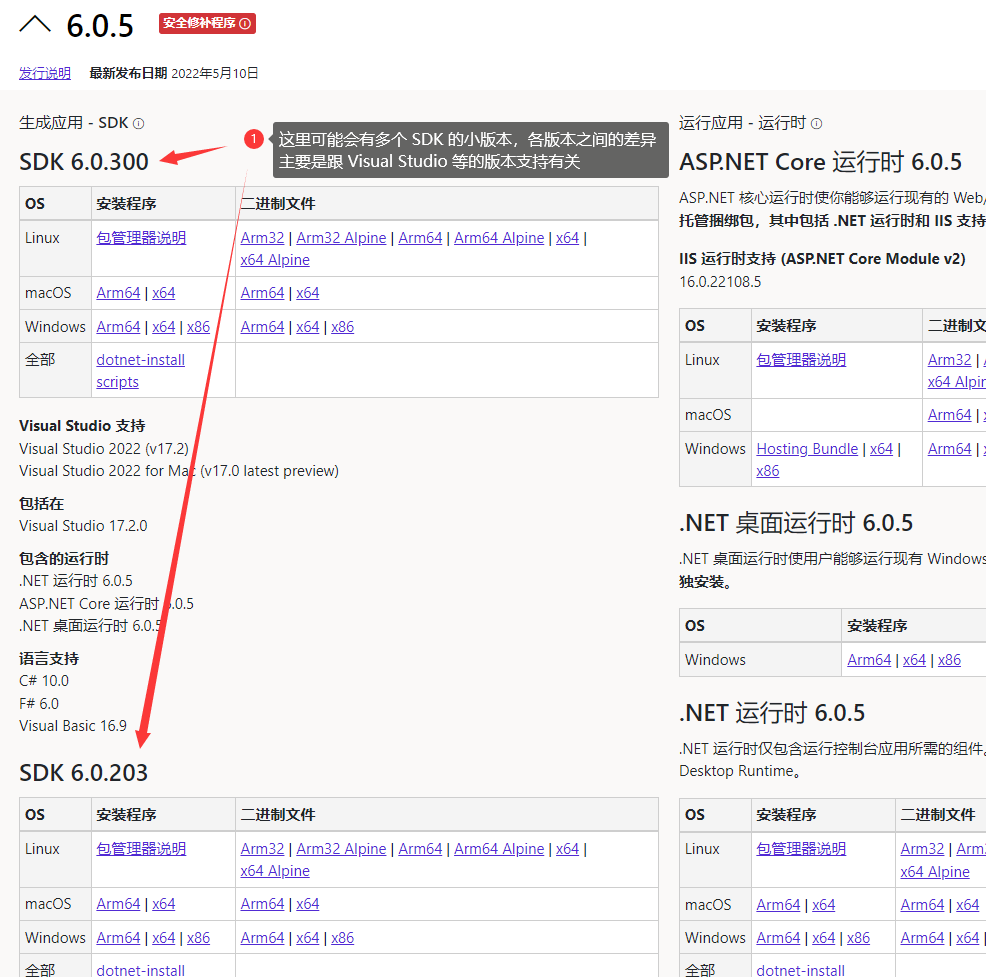 6.0.5 安全修补程序
发行说明 最新发布日期 2022年5月10日
生成应用 - SDK
1
这里可能会有多个 SDK 的小版本，各版本之间的差异
主要是跟 Visual Studio 等的版本支持有关
SDK 6.0.300
OS 安装程序 二进制文件
Linux 包管理器说明 Arm32 | Arm32 Alpine | Arm64 | Arm64 Alpine | x64 |
x64 Alpine
macOS Arm64 | x64 Arm64 | x64
Windows Arm64 | x64 | x86 Arm64 | x64 | x86
全部 dotnet-install
scripts
Visual Studio 支持
Visual Studio 2022 (v17.2)
Visual Studio 2022 for Mac (v17.0 latest preview)
包括在
Visual Studio 17.2.0
包含的运行时
.NET 运行时 6.0.5
ASP.NET Core 运行时 6.0.5
.NET 桌面运行时 6.0.5
语言支持
C# 10.0
F# 6.0
Visual Basic 16.9
SDK 6.0.203
OS 安装程序 二进制文件
Linux 包管理器说明 Arm32 | Arm32 Alpine | Arm64 | Arm64 Alpine | x64 |
x64 Alpine
macOS Arm64 | x64 Arm64 | x64
Windows Arm64 | x64 | x86 Arm64 | x64 | x86
全部 dotnet-install
运行应用 - 运行时
ASP.NET Core 运行时 6.0.5
ASP.NET 核心运行时使你能够运行现有的 Web/
托管捆绑包，其中包括 .NET 运行时和 IIS 支持
IIS 运行时支持 (ASP.NET Core Module v2)
16.0.22108.5
OS 安装程序 二进制文
Linux 包管理器说明 Arm32 |
x64 Alpin
macOS Arm64 |
Windows Hosting Bundle | x64 | Arm64 |
x86
.NET 桌面运行时 6.0.5
.NET 桌面运行时使用户能够运行现有 Windows
独安装。
OS 安装程序
Windows Arm64 | x64 | x86
.NET 运行时 6.0.5
.NET 运行时仅包含运行控制台应用所需的组件。
Desktop Runtime。
OS 安装程序 二进制文件
Linux 包管理器说明 Arm32 | Arm3
x64 Alpine
macOS Arm64 | x64 Arm64 | x64
Windows Arm64 | x64 | x86 Arm64 | x64 |
全部 dotnet-install